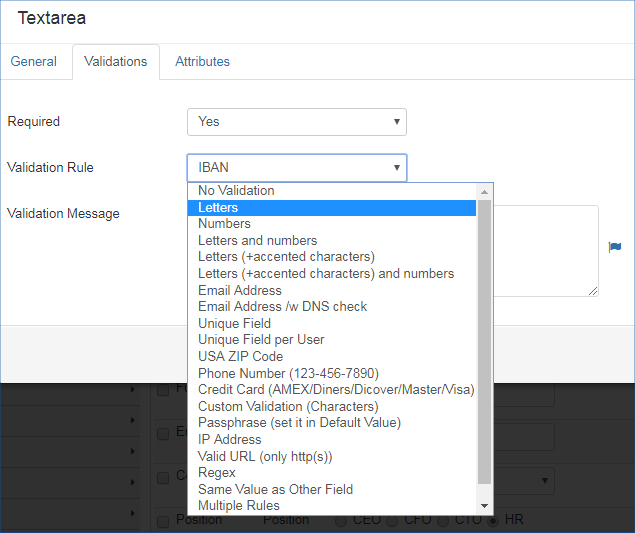 Textarea
General Validations Attributes
Required Yes
Validation Rule IBAN
No Validation
Validation Message Letters
Numbers
Letters and numbers
Letters (+accented characters)
Letters (+accented characters) and numbers
Email Address
Email Address /w DNS check
Unique Field
Unique Field per User
USA ZIP Code
Phone Number (123-456-7890)
Credit Card (AMEX/Diners/Dicover/Master/Visa)
Custom Validation (Characters)
Passphrase (set it in Default Value)
IP Address
Valid URL (only http(s))
Regex
Same Value as Other Field
Multiple Rules
Position Position CEO CFO CTO HR